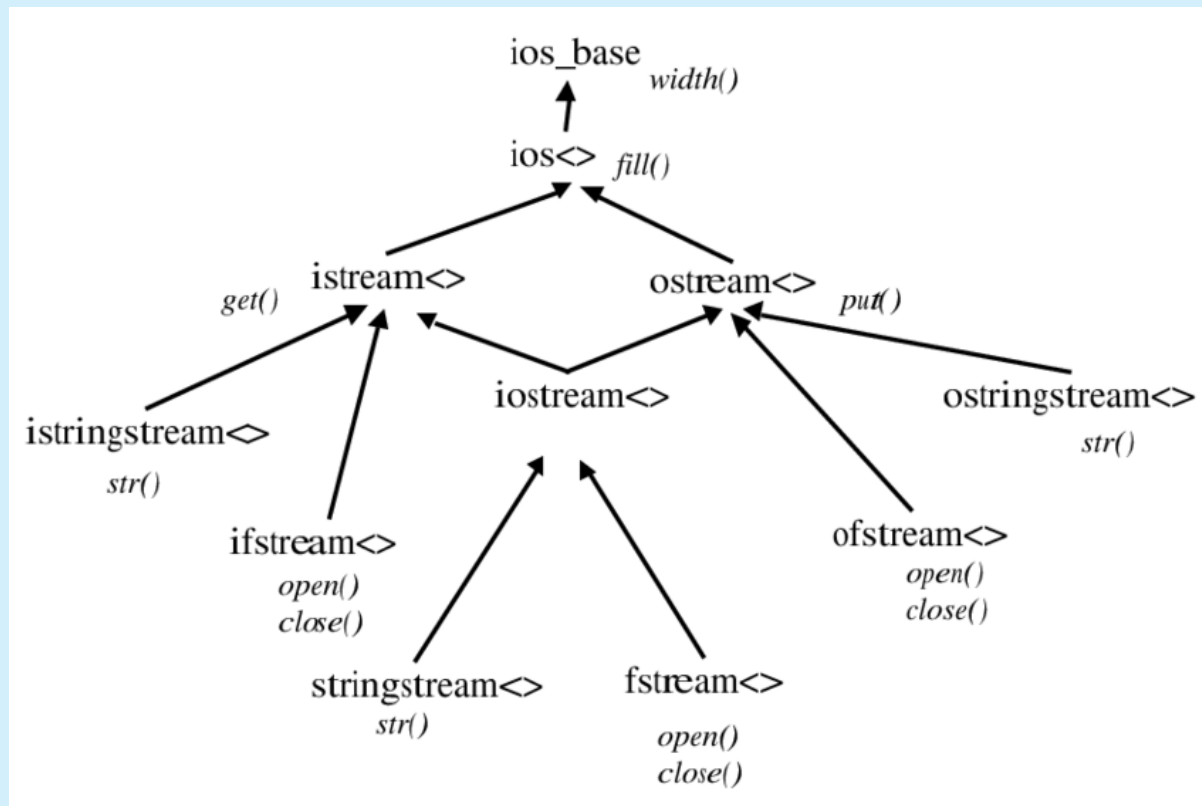 ios_base
width()
ios<>
fill()
istream<>
ostream<>
get()
put()
iostream<>
ostringstream<>
istringstream<>
str()
str()
ifstream<>
ofstream<>
open()
close()
open()
close()
stringstream<>
fstream<>
str()
open()
close()